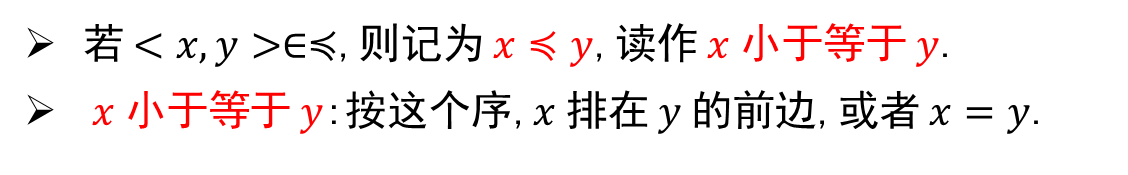 ➢ 若 < 𝑥, 𝑦 >∈≼, 则记为 𝑥 ≼ 𝑦, 读作 𝑥 小于等于 𝑦.
➢ 𝑥 小于等于 𝑦: 按这个序, 𝑥 排在 𝑦 的前边, 或者 𝑥 = 𝑦.